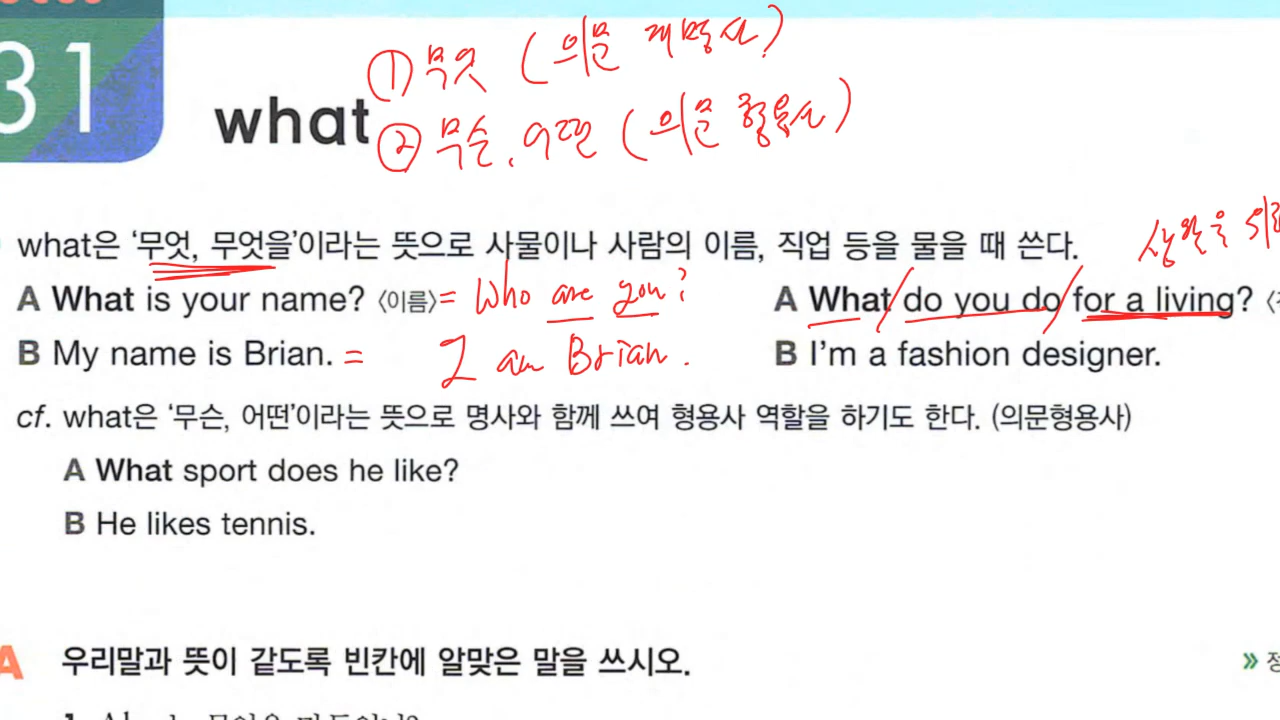 31
what
① 무엇 (의문 대명사)
② 무슨, 어떤 (의문 형용사)
what은 '무엇, 무엇을'이라는 뜻으로 사물이나 사람의 이름, 직업 등을 물을 때 쓴다.
A What is your name? 〈이름〉 = Who are you?
B My name is Brian. = I am Brian.
A What / do you do / for a living?
B I'm a fashion designer.
cf. what은 '무슨, 어떤'이라는 뜻으로 명사와 함께 쓰여 형용사 역할을 하기도 한다. (의문형용사)
A What sport does he like?
B He likes tennis.
A 우리말과 뜻이 같도록 빈칸에 알맞은 말을 쓰시오.